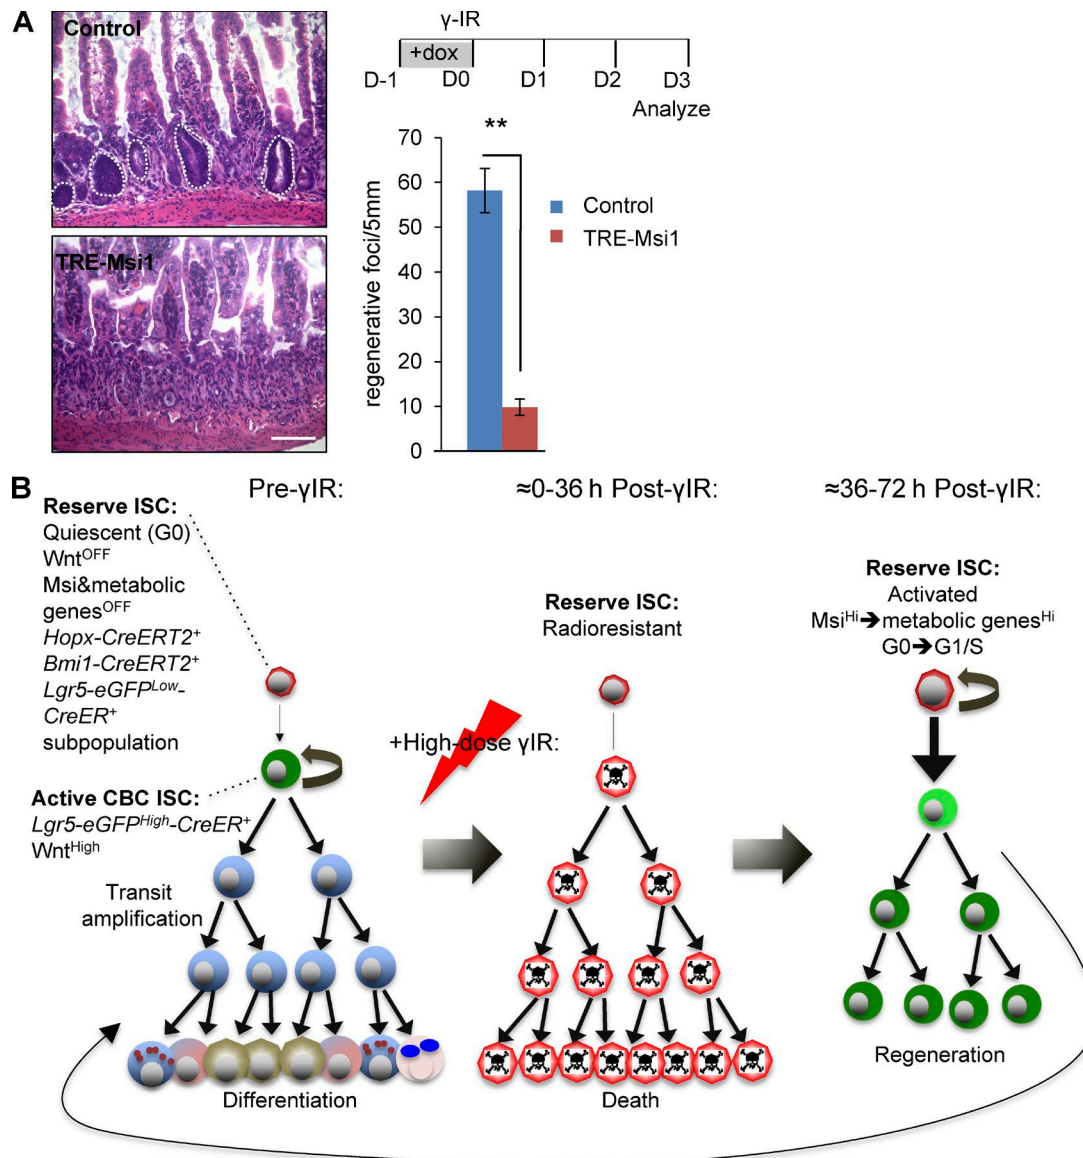 A
Control
TRE-Msi1
γ-IR
+dox
D-1 D0 D1 D2 D3
Analyze
**
70
60
50
40
30
20
10
0
regenerative foci/5mm
Control
TRE-Msi1
B
Pre-γIR:
≈0-36 h Post-γIR:
≈36-72 h Post-γIR:
Reserve ISC:
Quiescent (G0)
Wnt^OFF
Msi&metabolic
genes^OFF
Hopx-CreERT2⁺
Bmi1-CreERT2⁺
Lgr5-eGFP^Low-
CreER⁺
subpopulation
Active CBC ISC:
Lgr5-eGFP^High-CreER⁺
Wnt^High
Transit
amplification
Differentiation
Reserve ISC:
Radioresistant
+High-dose γIR:
Death
Reserve ISC:
Activated
Msi^Hi➔metabolic genes^Hi
G0➔G1/S
Regeneration